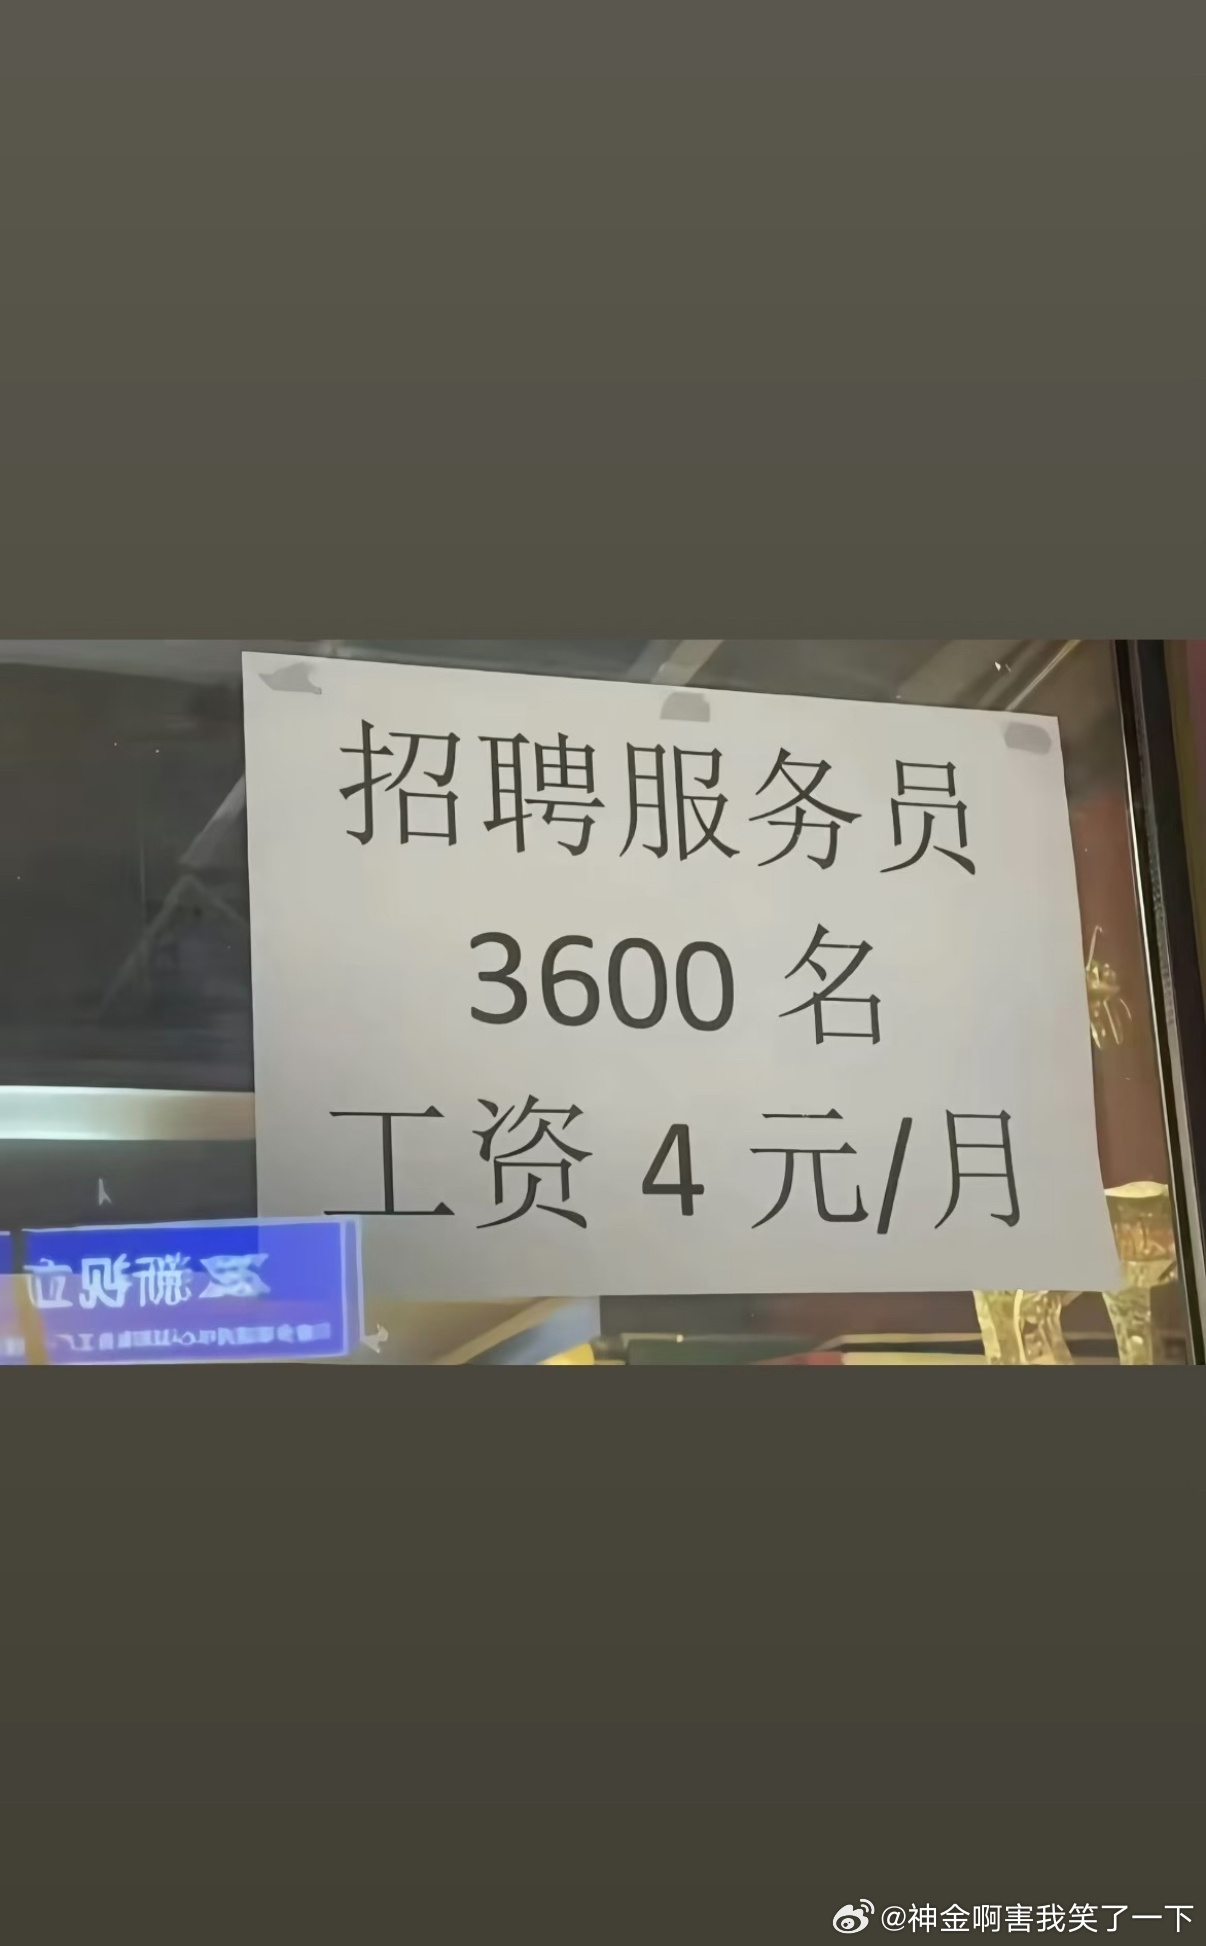 招聘服务员
3600 名
工资 4 元/月
@神金啊害我笑了一下